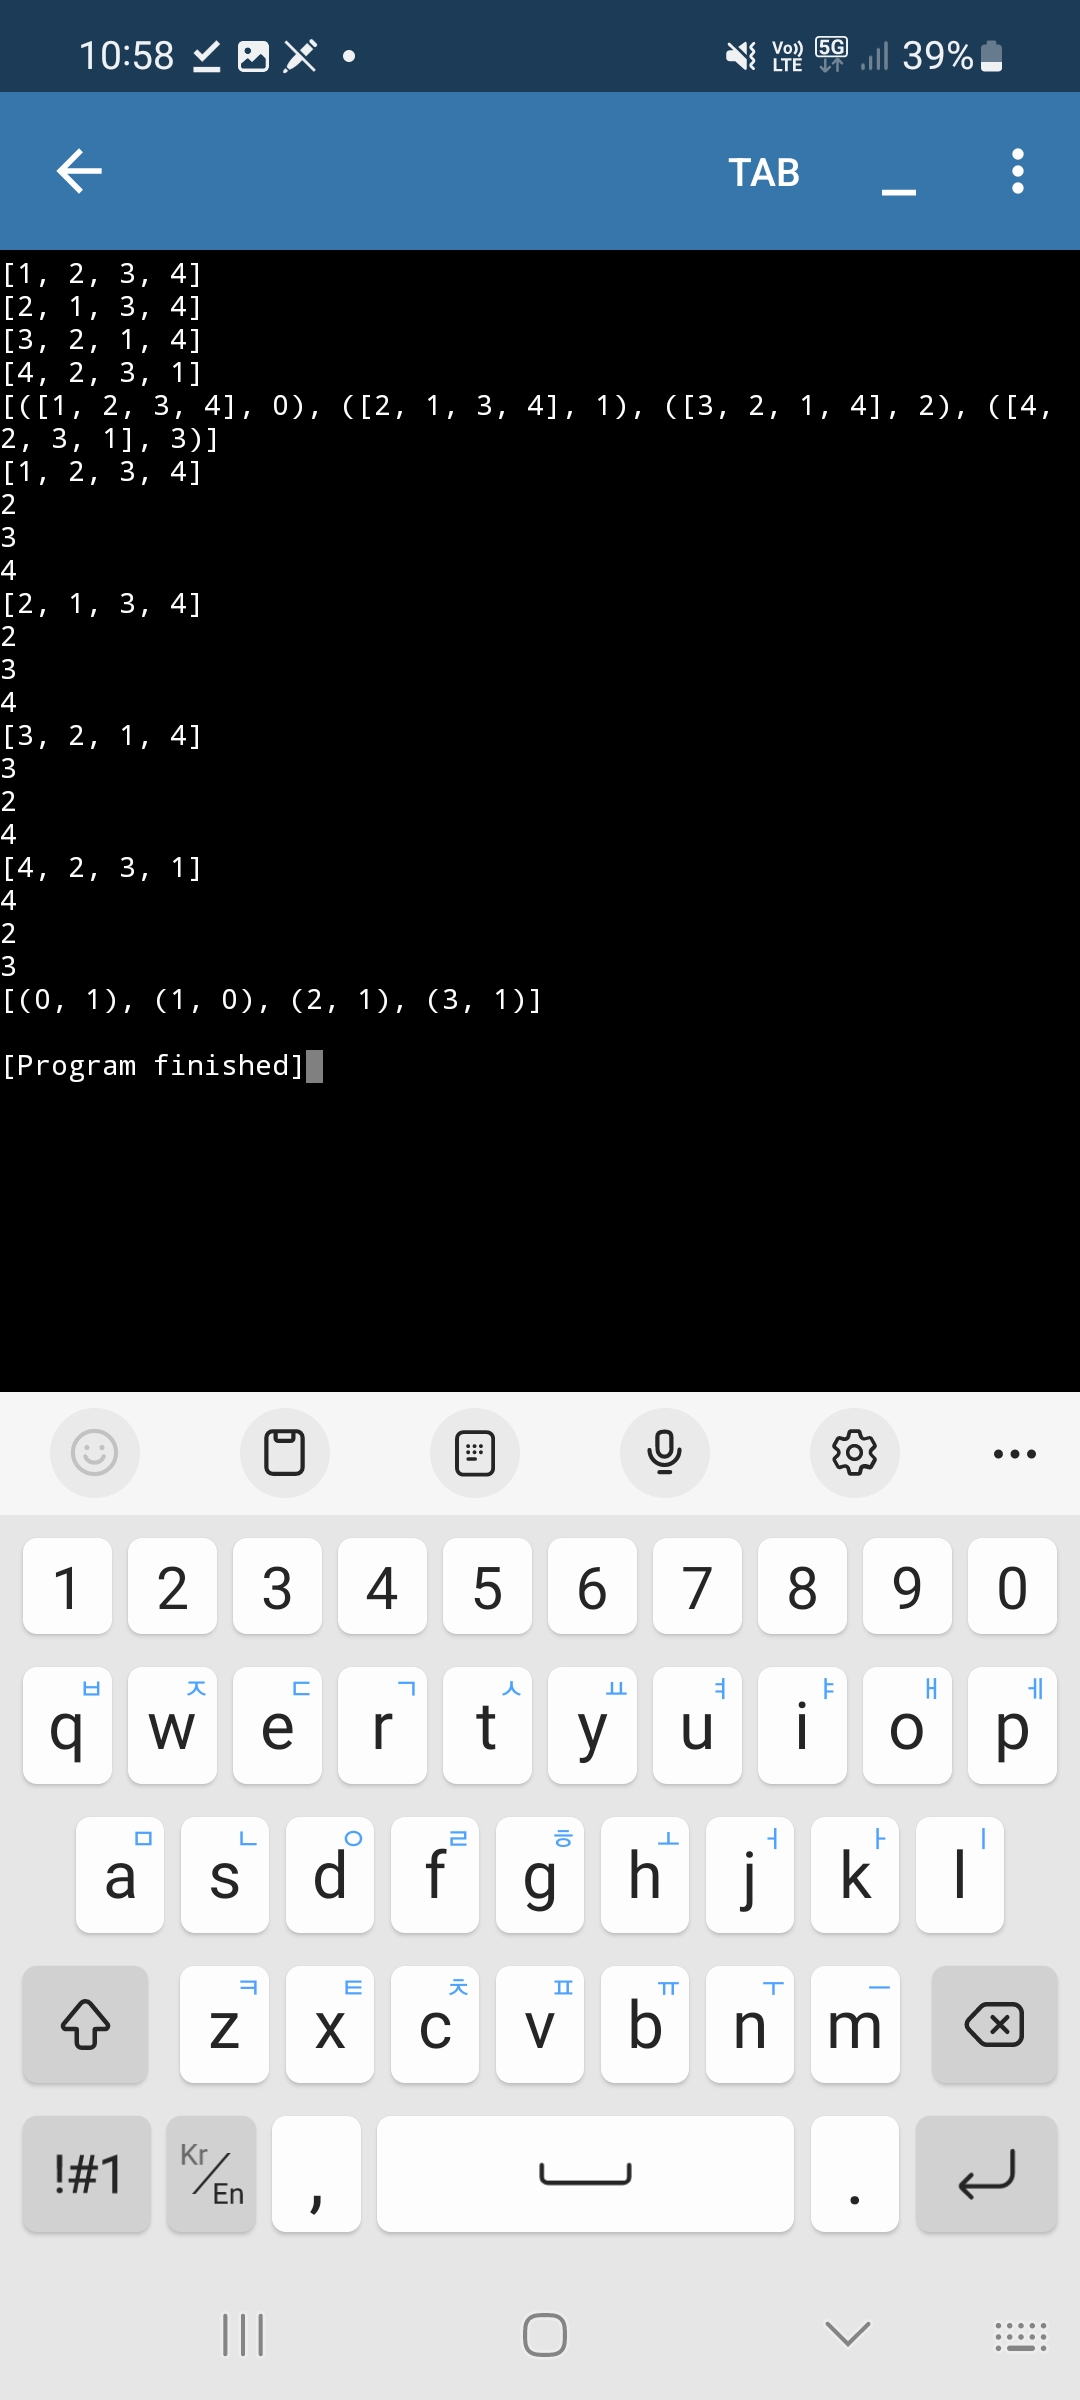 10:58 Vo)) LTE 5G 39%
TAB
[1, 2, 3, 4]
[2, 1, 3, 4]
[3, 2, 1, 4]
[4, 2, 3, 1]
[([1, 2, 3, 4], 0), ([2, 1, 3, 4], 1), ([3, 2, 1, 4], 2), ([4,
2, 3, 1], 3)]
[1, 2, 3, 4]
2
3
4
[2, 1, 3, 4]
2
3
4
[3, 2, 1, 4]
3
2
4
[4, 2, 3, 1]
4
2
3
[(0, 1), (1, 0), (2, 1), (3, 1)]
[Program finished]
1 2 3 4 5 6 7 8 9 0
ㅂ ㅈ ㄷ ㄱ ㅅ ㅛ ㅕ ㅑ ㅐ ㅔ
q w e r t y u i o p
ㅁ ㄴ ㅇ ㄹ ㅎ ㅗ ㅓ ㅏ ㅣ
a s d f g h j k l
ㅋ ㅌ ㅊ ㅍ ㅠ ㅜ ㅡ
z x c v b n m
!#1 Kr/En , .